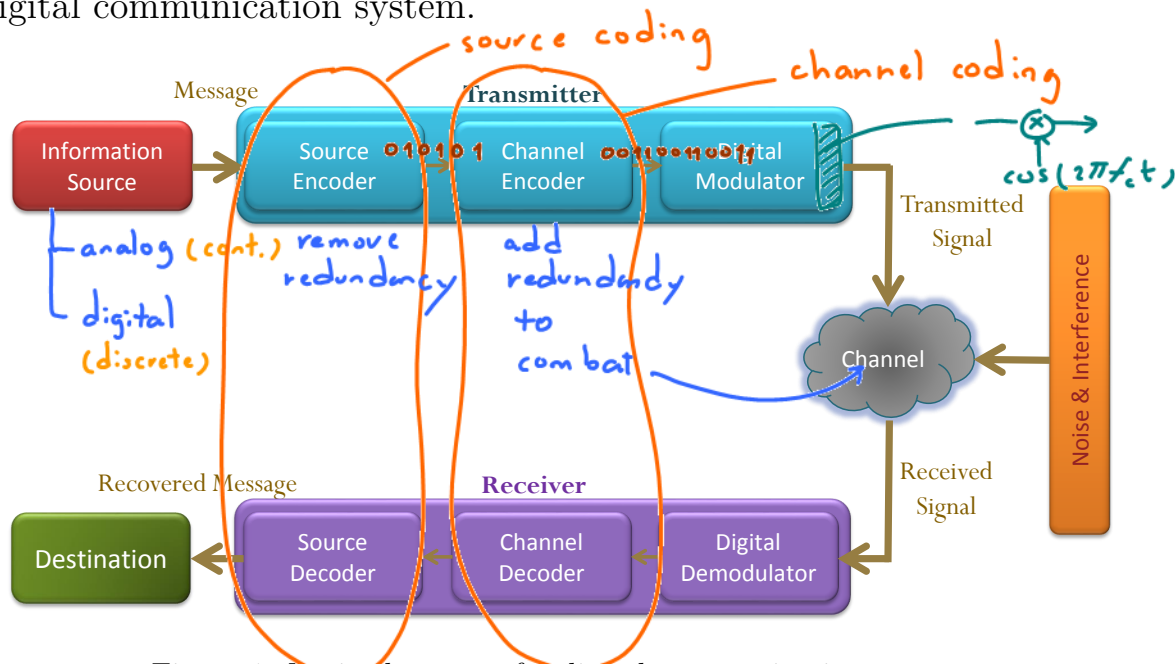 igital communication system.
source coding
channel coding
Message
Transmitter
Information
Source
Source
Encoder
010101
Channel
Encoder
001100110011
Digital
Modulator
cos(2πfct)
Transmitted
Signal
analog (cont.)
digital
(discrete)
remove
redundancy
add
redundandy
to
combat
Channel
Noise & Interference
Recovered Message
Receiver
Received
Signal
Destination
Source
Decoder
Channel
Decoder
Digital
Demodulator